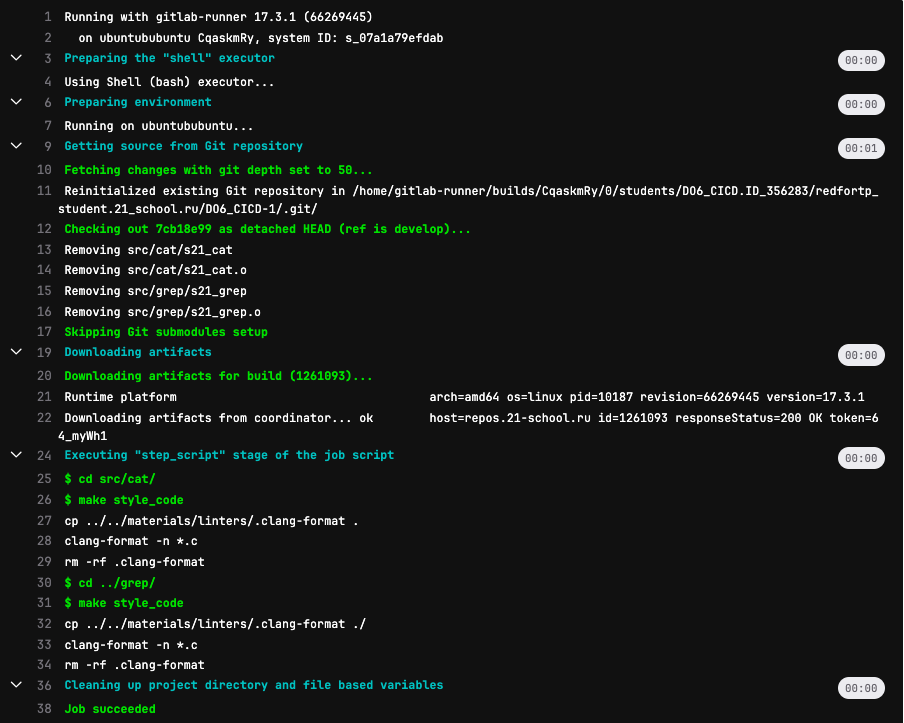 1 Running with gitlab-runner 17.3.1 (66269445)
2 on ubuntububuntu CqaskmRy, system ID: s_07a1a79efdab
3 Preparing the "shell" executor 00:00
4 Using Shell (bash) executor...
6 Preparing environment 00:00
7 Running on ubuntububuntu...
9 Getting source from Git repository 00:01
10 Fetching changes with git depth set to 50...
11 Reinitialized existing Git repository in /home/gitlab-runner/builds/CqaskmRy/0/students/DO6_CICD.ID_356283/redfortp_
student.21_school.ru/DO6_CICD-1/.git/
12 Checking out 7cb18e99 as detached HEAD (ref is develop)...
13 Removing src/cat/s21_cat
14 Removing src/cat/s21_cat.o
15 Removing src/grep/s21_grep
16 Removing src/grep/s21_grep.o
17 Skipping Git submodules setup
19 Downloading artifacts 00:00
20 Downloading artifacts for build (1261093)...
21 Runtime platform arch=amd64 os=linux pid=10187 revision=66269445 version=17.3.1
22 Downloading artifacts from coordinator... ok host=repos.21-school.ru id=1261093 responseStatus=200 OK token=6
4_myWh1
24 Executing "step_script" stage of the job script 00:00
25 $ cd src/cat/
26 $ make style_code
27 cp ../../materials/linters/.clang-format .
28 clang-format -n *.c
29 rm -rf .clang-format
30 $ cd ../grep/
31 $ make style_code
32 cp ../../materials/linters/.clang-format ./
33 clang-format -n *.c
34 rm -rf .clang-format
36 Cleaning up project directory and file based variables 00:00
38 Job succeeded